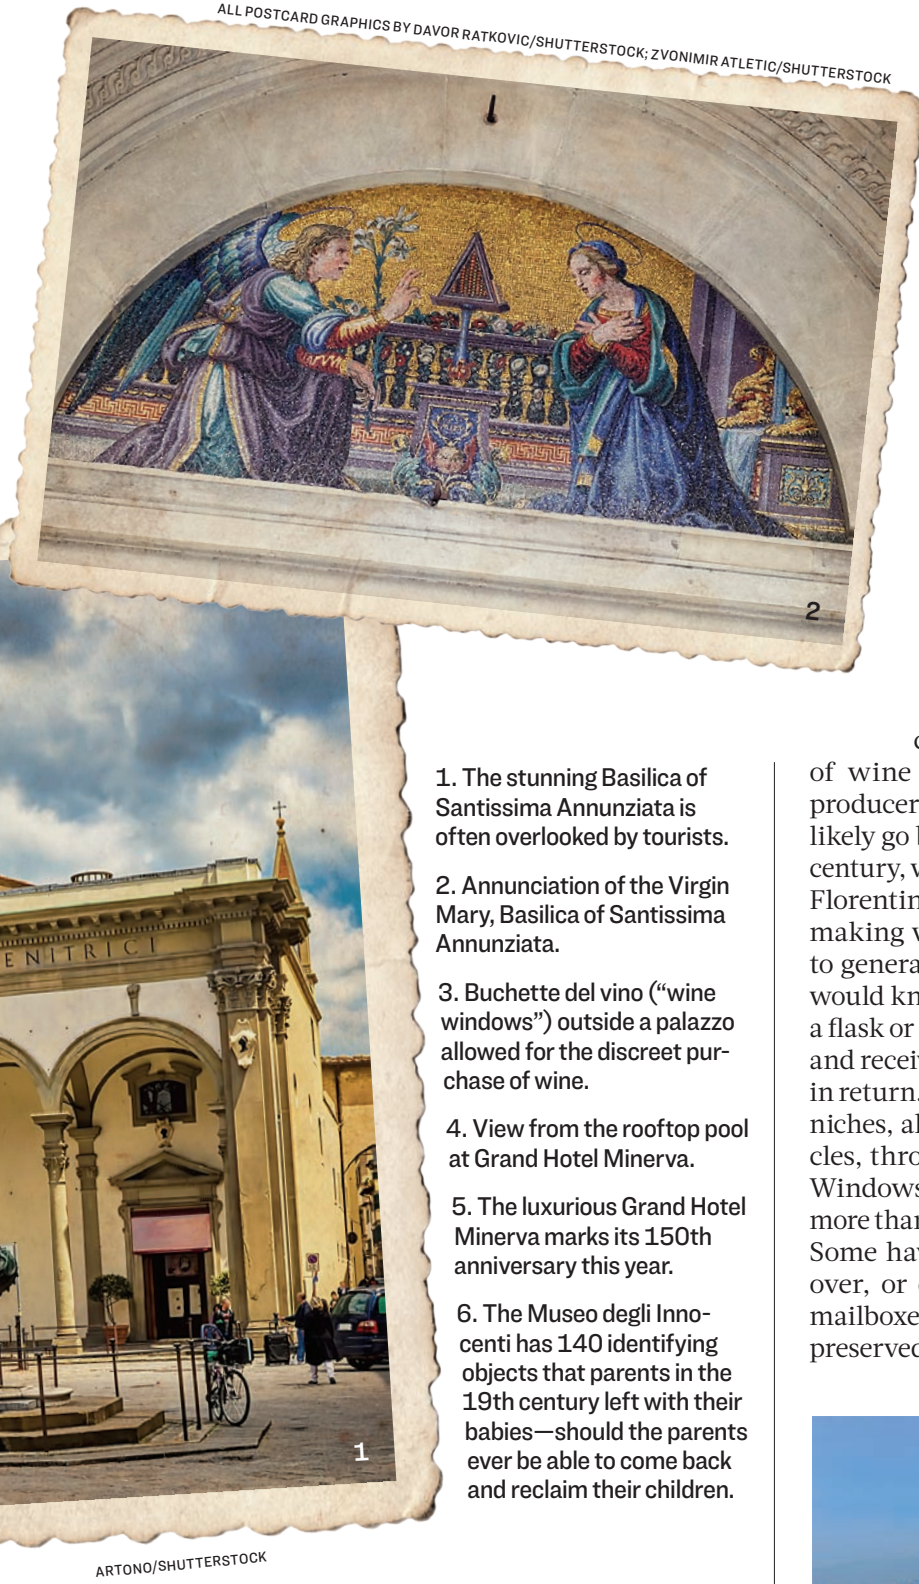 ALL POSTCARD GRAPHICS BY DAVOR RATKOVIC/SHUTTERSTOCK; ZVONIMIR ATLETIC/SHUTTERSTOCK
2
ENITRICI
1
ARTONO/SHUTTERSTOCK
1. The stunning Basilica of
Santissima Annunziata is
often overlooked by tourists.
2. Annunciation of the Virgin
Mary, Basilica of Santissima
Annunziata.
3. Buchette del vino (“wine
windows”) outside a palazzo
allowed for the discreet pur-
chase of wine.
4. View from the rooftop pool
at Grand Hotel Minerva.
5. The luxurious Grand Hotel
Minerva marks its 150th
anniversary this year.
6. The Museo degli Inno-
centi has 140 identifying
objects that parents in the
19th century left with their
babies—should the parents
ever be able to come back
and reclaim their children.
of wine
producer
likely go
century,
Florentin
making
to genera
would kn
a flask or
and recei
in return.
niches, al
cles, thro
Windows
more than
Some hav
over, or
mailboxe
preserved